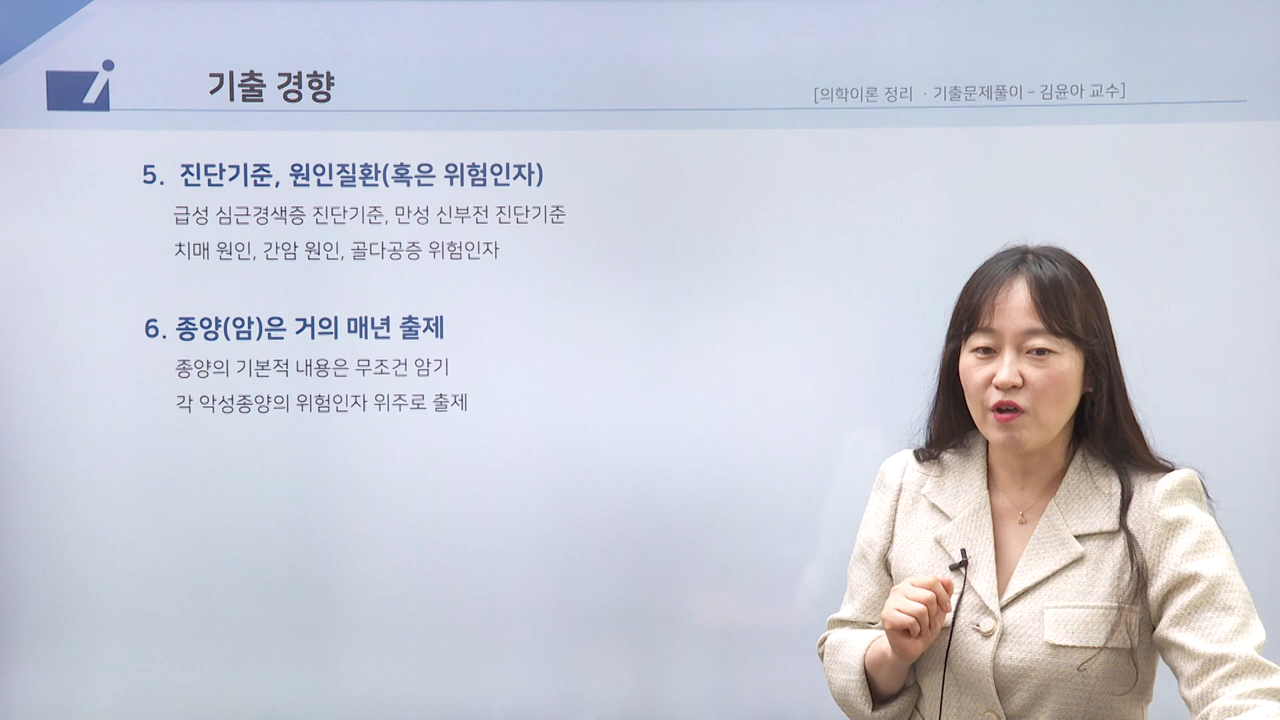 기출 경향
[의학이론 정리 · 기출문제풀이 - 김윤아 교수]
5. 진단기준, 원인질환(혹은 위험인자)
급성 심근경색증 진단기준, 만성 신부전 진단기준
치매 원인, 간암 원인, 골다공증 위험인자
6. 종양(암)은 거의 매년 출제
종양의 기본적 내용은 무조건 암기
각 악성종양의 위험인자 위주로 출제